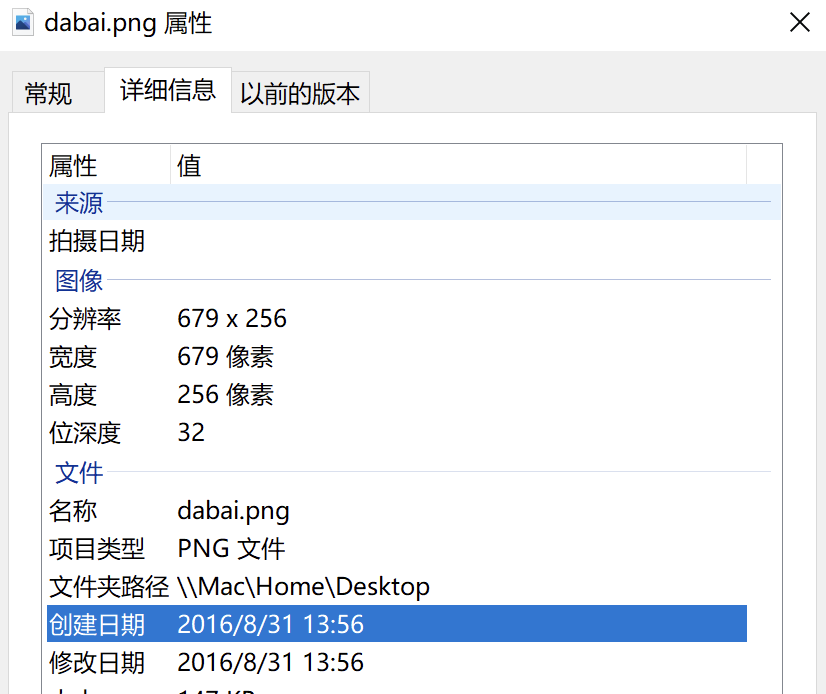 dabai.png 属性
常规 详细信息 以前的版本
属性 值
来源
拍摄日期
图像
分辨率 679 x 256
宽度 679 像素
高度 256 像素
位深度 32
文件
名称 dabai.png
项目类型 PNG 文件
文件夹路径 \\Mac\Home\Desktop
创建日期 2016/8/31 13:56
修改日期 2016/8/31 13:56